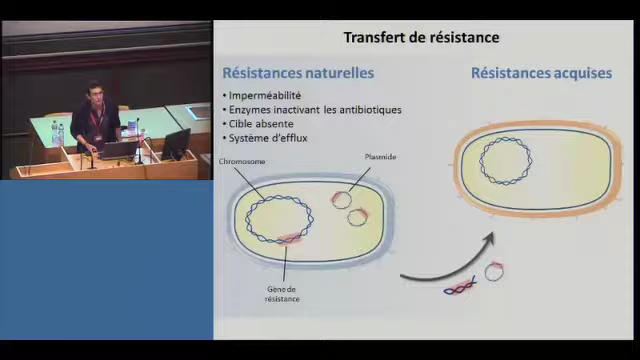 Transfert de résistance
Résistances naturelles
• Imperméabilité
• Enzymes inactivant les antibiotiques
• Cible absente
• Système d'efflux
Chromosome
Plasmide
Gène de
résistance
Résistances acquises